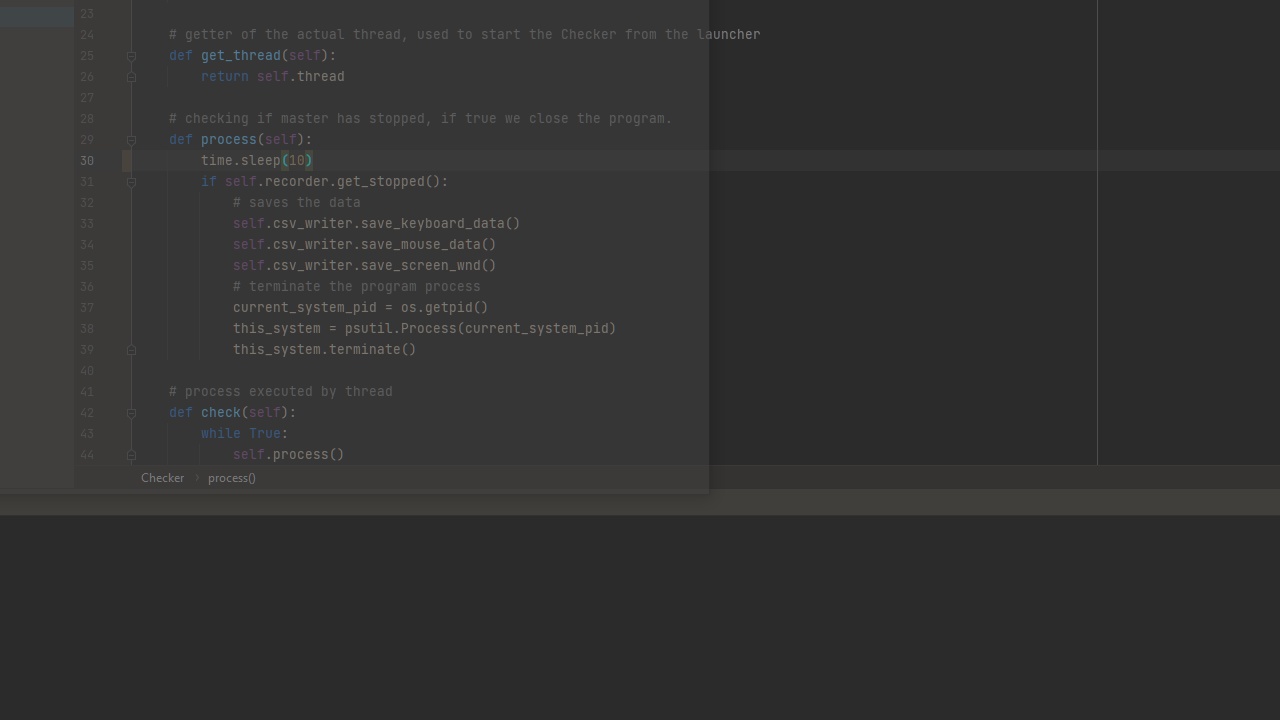 23
24 # getter of the actual thread, used to start the Checker from the launcher
25 def get_thread(self):
26 return self.thread
27
28 # checking if master has stopped, if true we close the program.
29 def process(self):
30 time.sleep(10)
31 if self.recorder.get_stopped():
32 # saves the data
33 self.csv_writer.save_keyboard_data()
34 self.csv_writer.save_mouse_data()
35 self.csv_writer.save_screen_wnd()
36 # terminate the program process
37 current_system_pid = os.getpid()
38 this_system = psutil.Process(current_system_pid)
39 this_system.terminate()
40
41 # process executed by thread
42 def check(self):
43 while True:
44 self.process()
Checker › process()